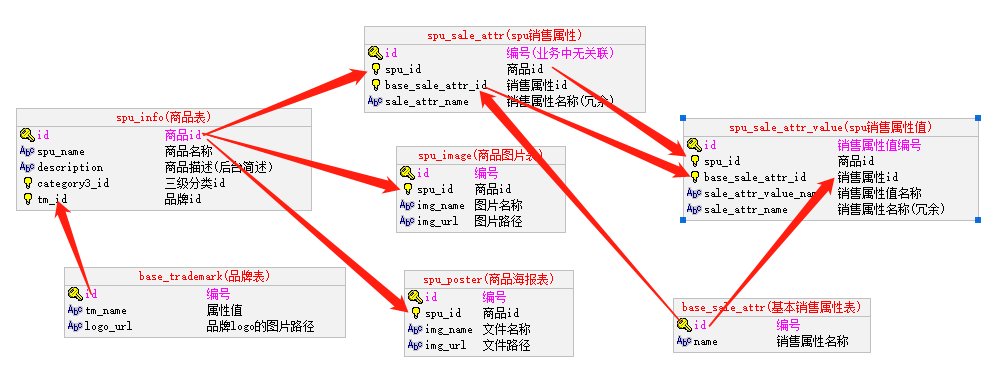 spu_sale_attr(spu销售属性)
id 编号(业务中无关联)
spu_id 商品id
base_sale_attr_id 销售属性id
sale_attr_name 销售属性名称(冗余)
spu_info(商品表)
id 商品id
spu_name 商品名称
description 商品描述(后台简述)
category3_id 三级分类id
tm_id 品牌id
spu_image(商品图片表)
id 编号
spu_id 商品id
img_name 图片名称
img_url 图片路径
spu_sale_attr_value(spu销售属性值)
id 销售属性值编号
spu_id 商品id
base_sale_attr_id 销售属性id
sale_attr_value_name 销售属性值名称
sale_attr_name 销售属性名称(冗余)
base_trademark(品牌表)
id 编号
tm_name 属性值
logo_url 品牌logo的图片路径
spu_poster(商品海报表)
id 编号
spu_id 商品id
img_name 文件名称
img_url 文件路径
base_sale_attr(基本销售属性表)
id 编号
name 销售属性名称